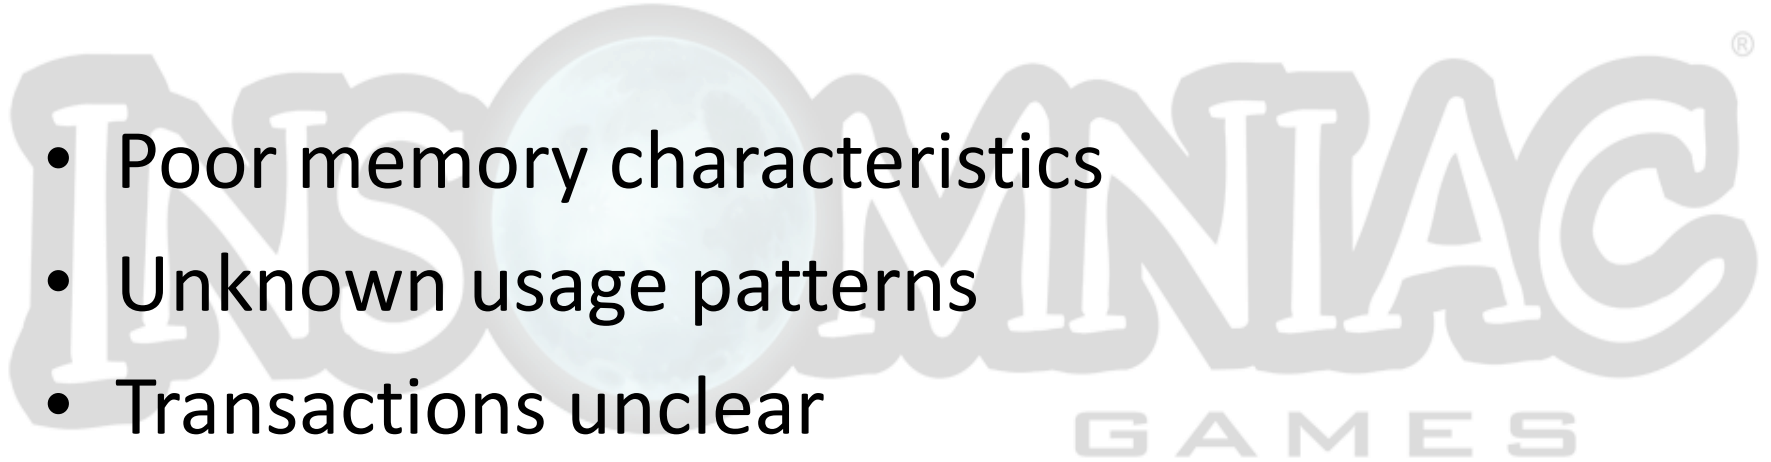 INSOMNIAC
®
• Poor memory characteristics
• Unknown usage patterns
• Transactions unclear
GAMES